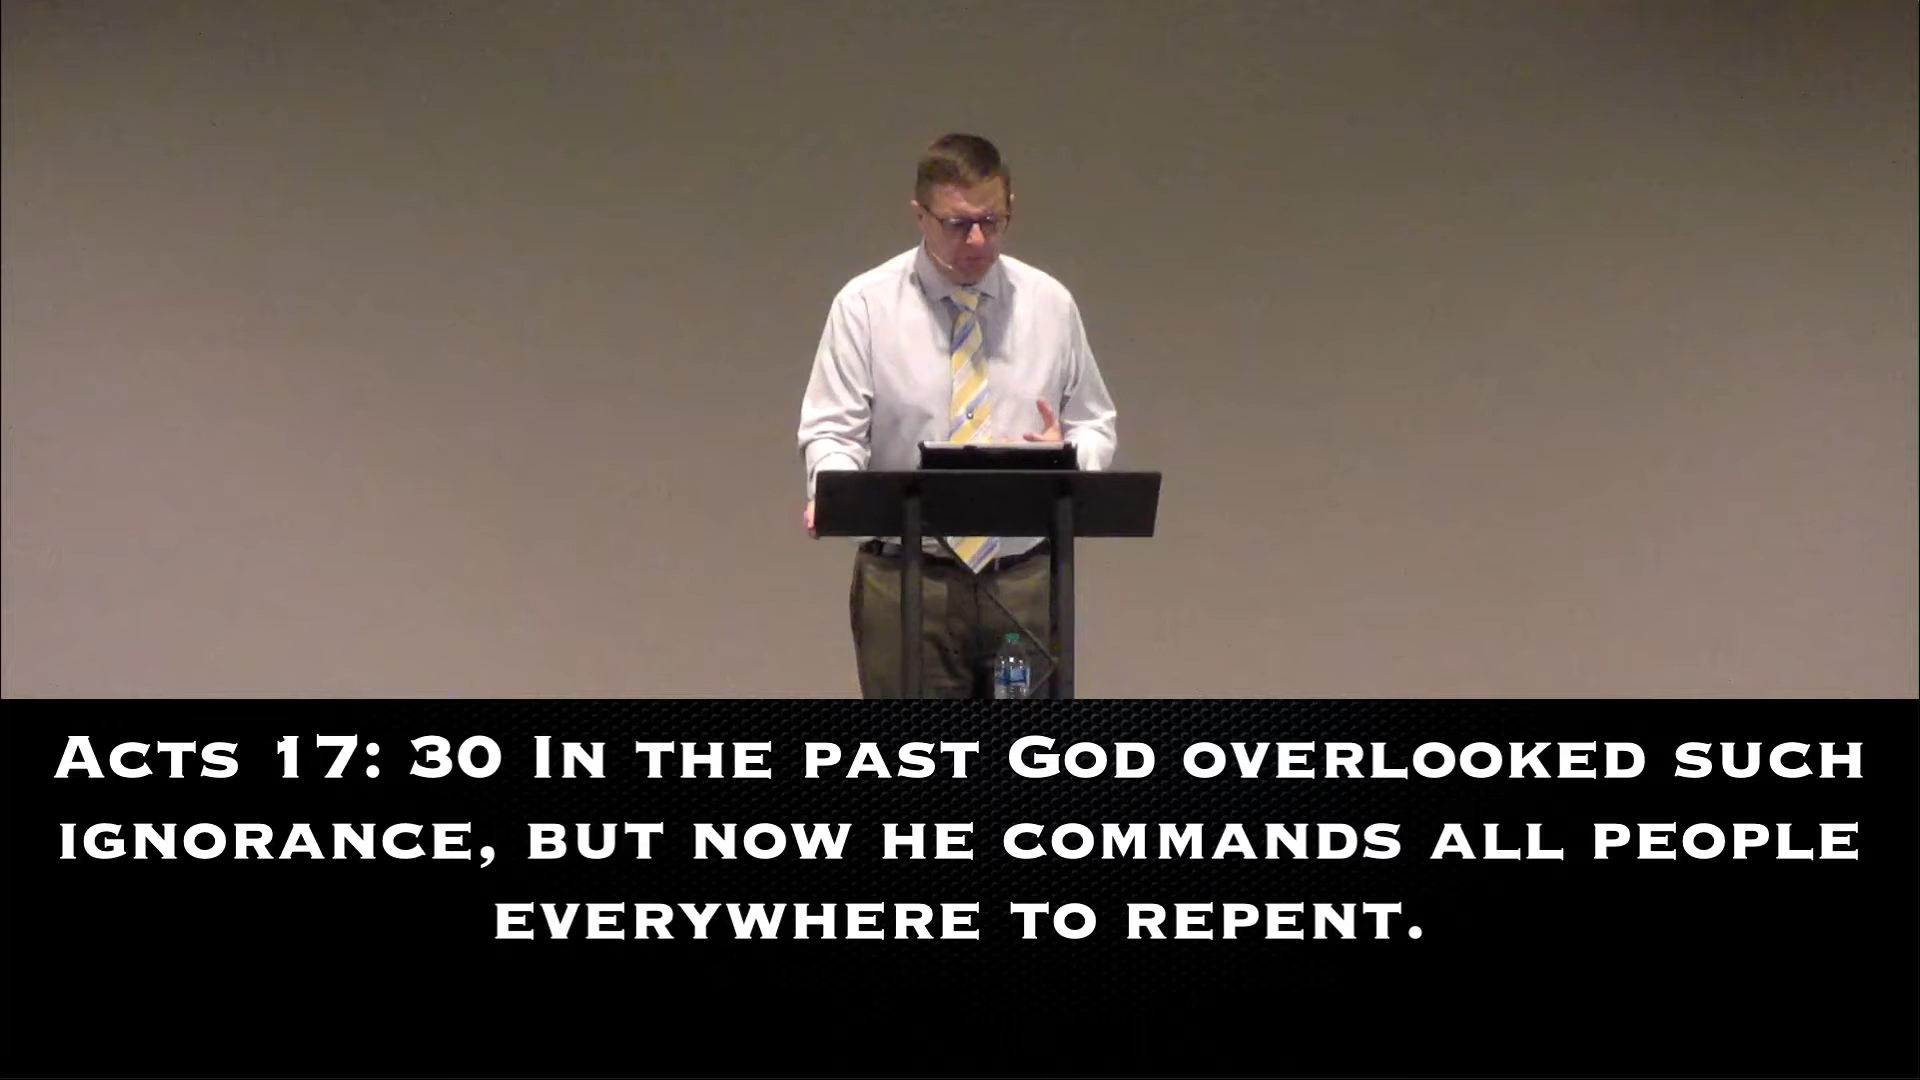 Acts 17: 30 In the past God overlooked such
ignorance, but now he commands all people
everywhere to repent.